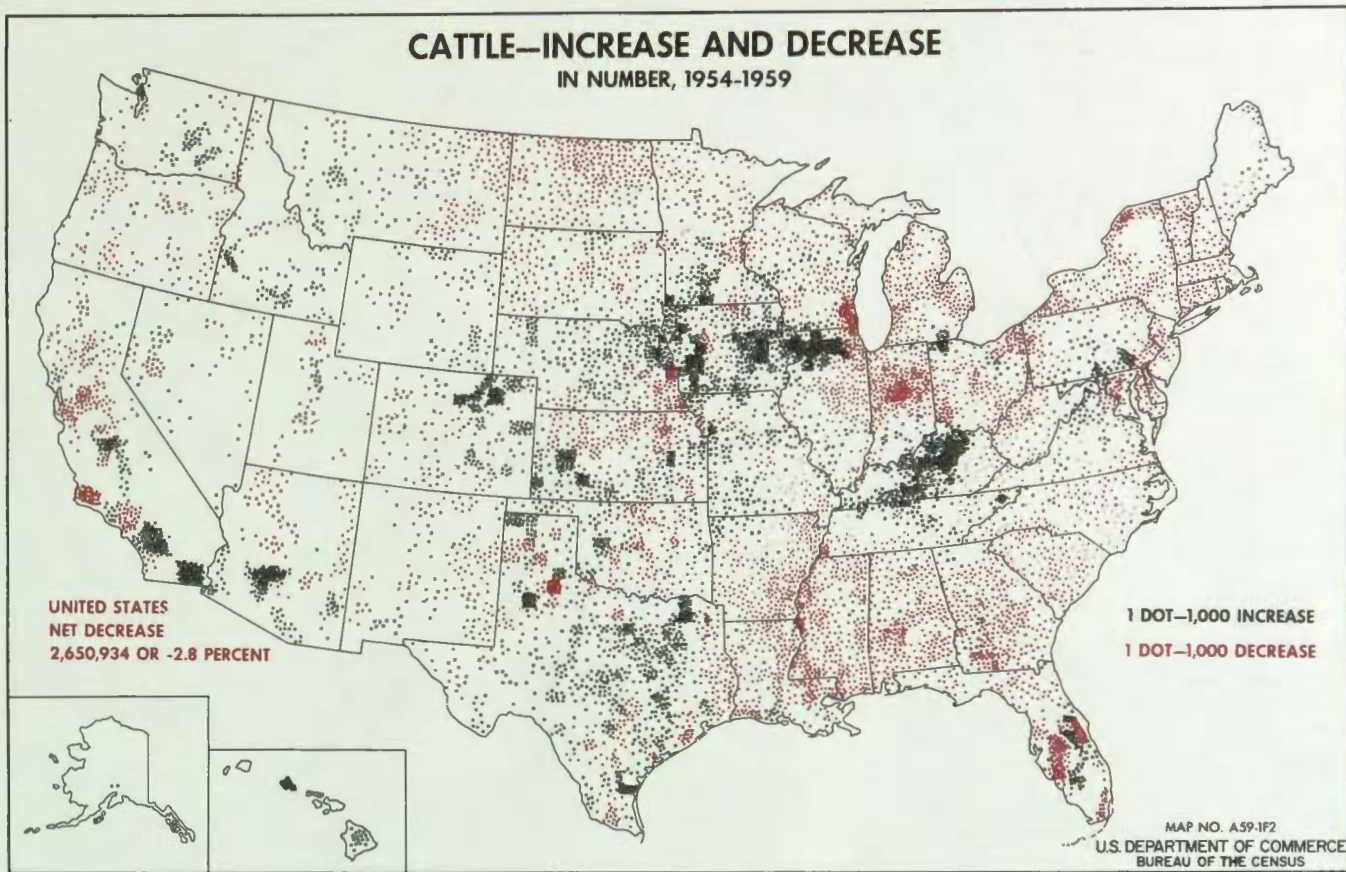 CATTLE—INCREASE AND DECREASE
IN NUMBER, 1954-1959
UNITED STATES
NET DECREASE
2,650,934 OR -2.8 PERCENT
1 DOT—1,000 INCREASE
1 DOT—1,000 DECREASE
MAP NO. A59-1F2
U.S. DEPARTMENT OF COMMERCE
BUREAU OF THE CENSUS